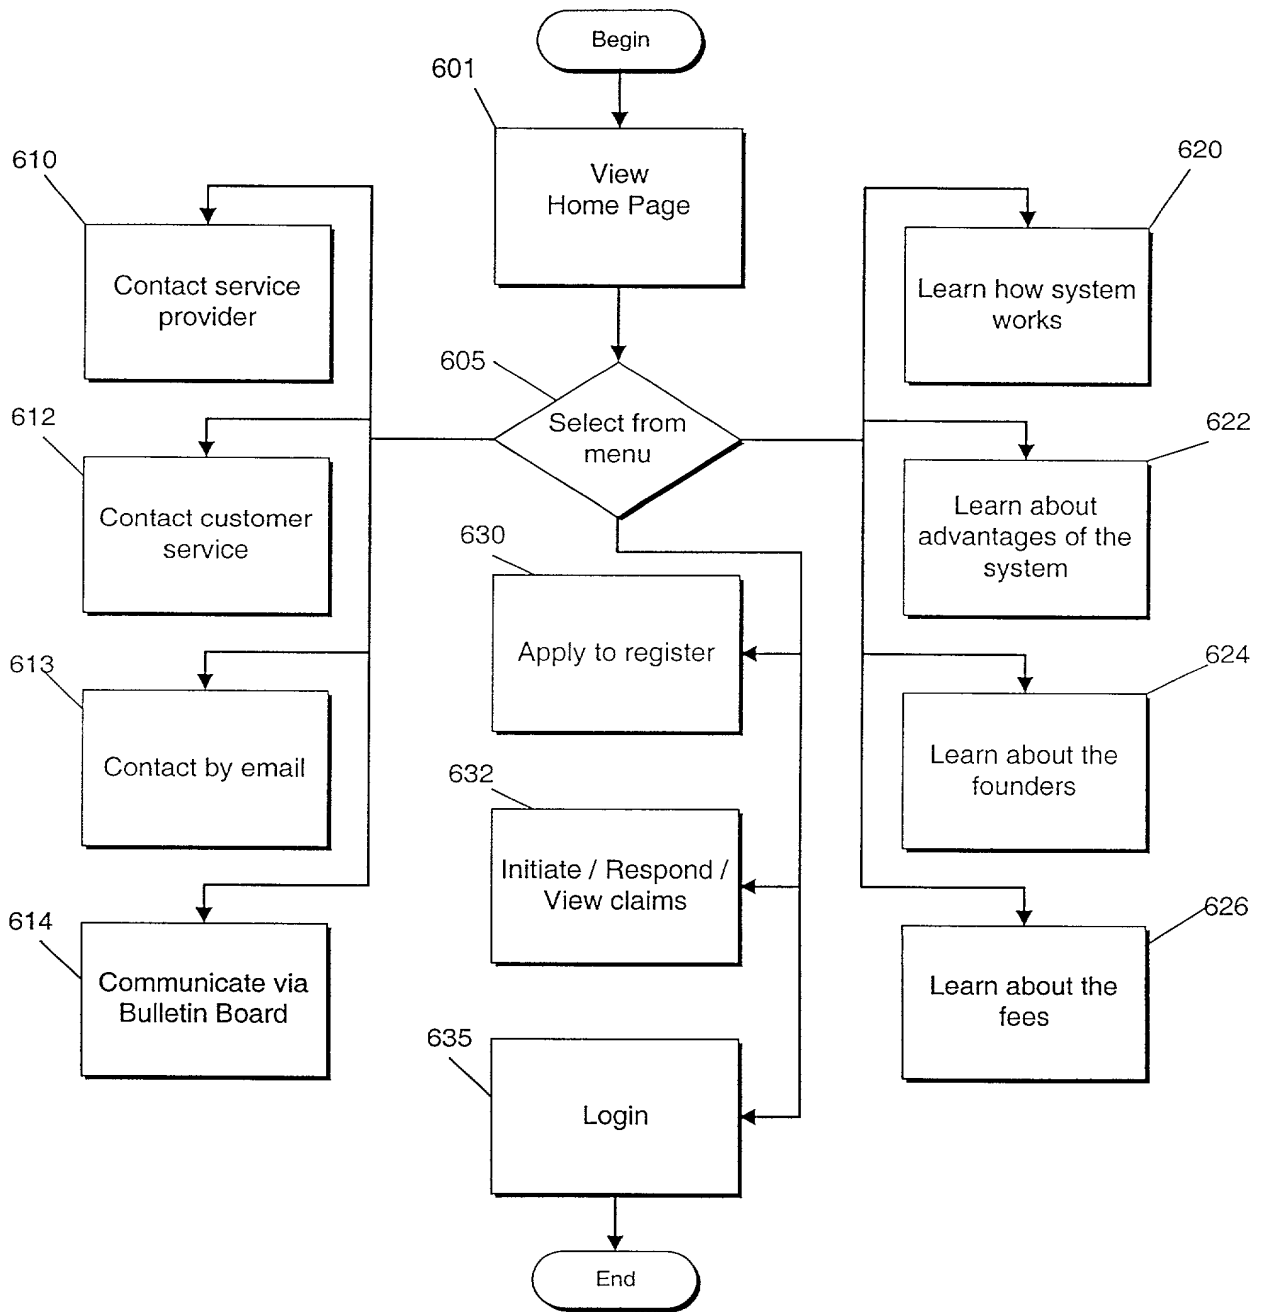 Begin
601
View
Home Page
610
Contact service
provider
620
Learn how system
works
605
Select from
menu
612
Contact customer
service
622
Learn about
advantages of the
system
630
Apply to register
613
Contact by email
624
Learn about the
founders
632
Initiate / Respond /
View claims
614
Communicate via
Bulletin Board
626
Learn about the
fees
635
Login
End